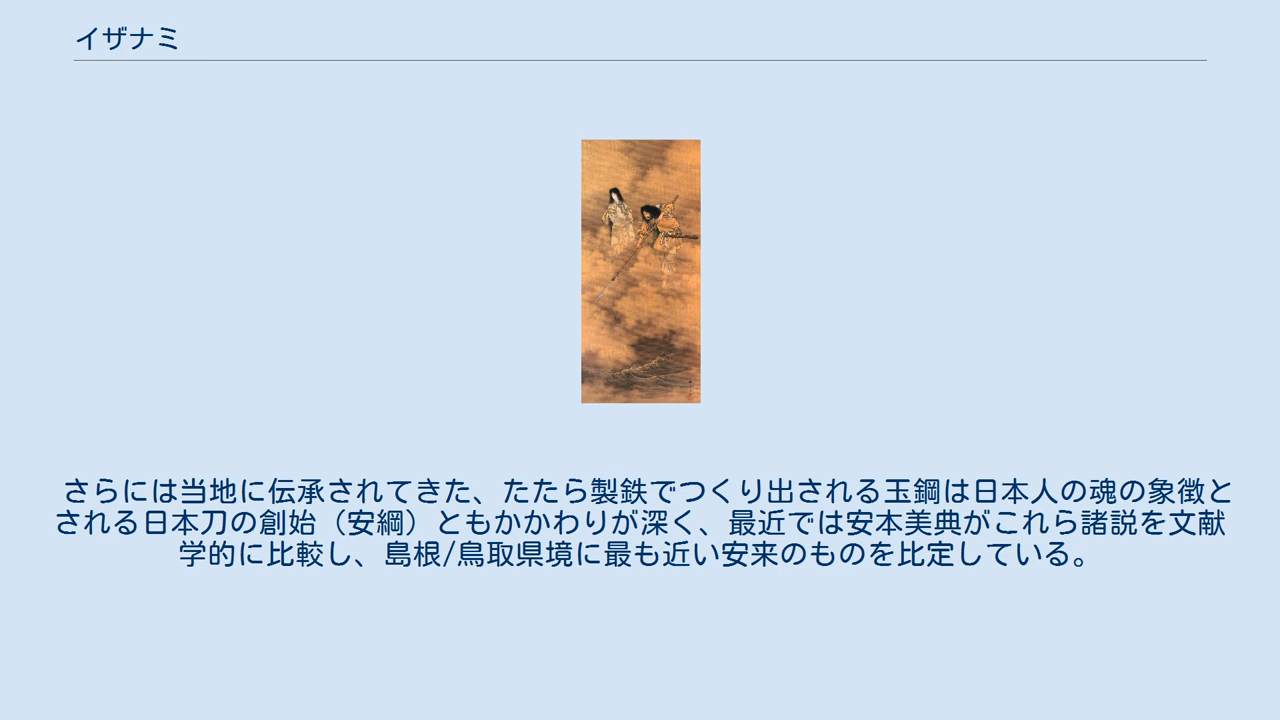 イザナミ
さらには当地に伝承されてきた、たたら製鉄でつくり出される玉鋼は日本人の魂の象徴と
される日本刀の創始（安綱）ともかかわりが深く、最近では安本美典がこれら諸説を文献
学的に比較し、島根/鳥取県境に最も近い安来のものを比定している。